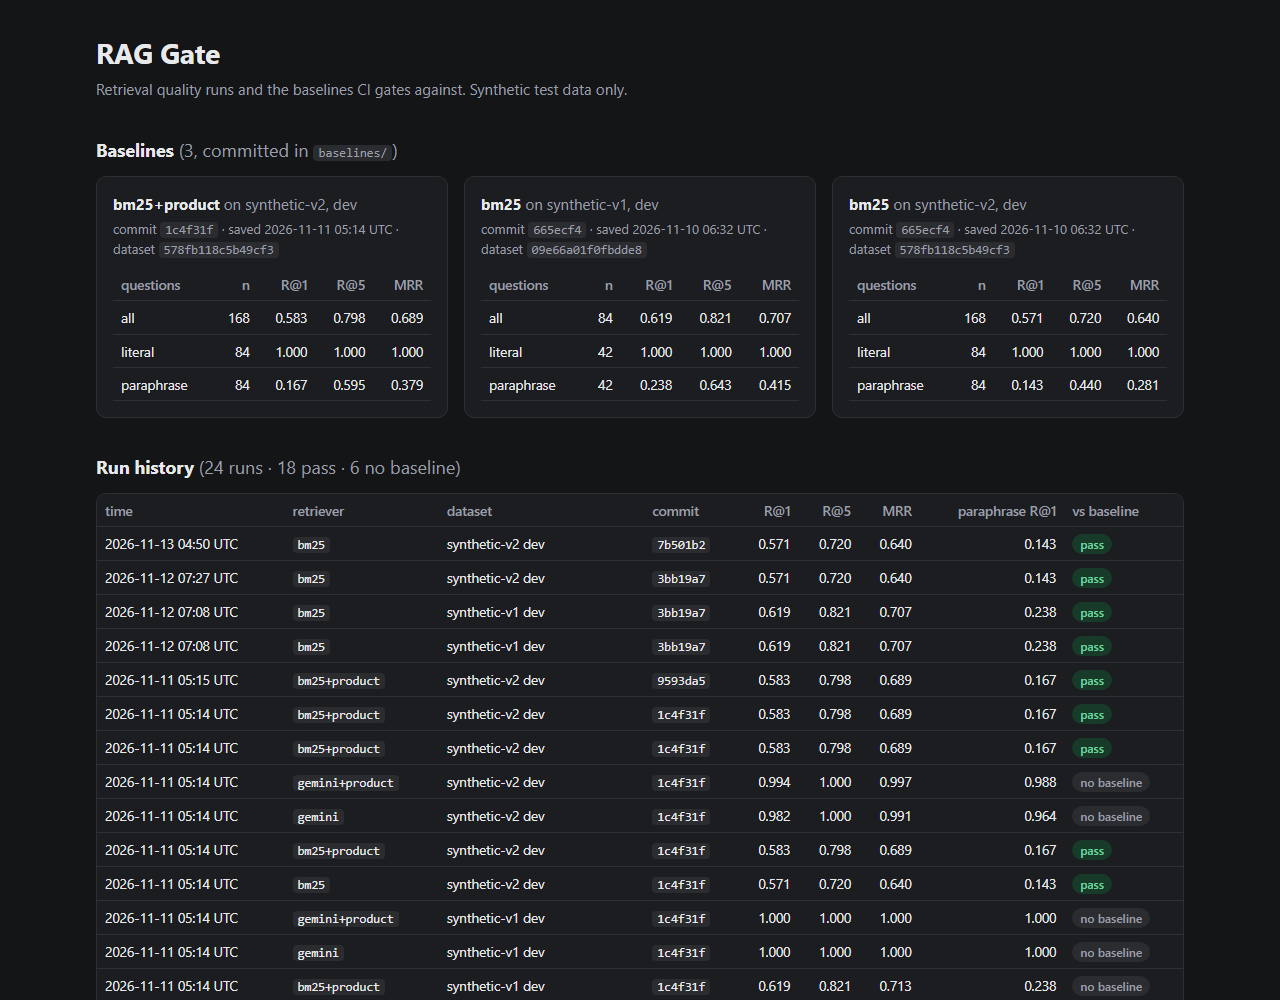 RAG Gate
Retrieval quality runs and the baselines CI gates against. Synthetic test data only.
Baselines (3, committed in baselines/)
bm25+product on synthetic-v2, dev
commit 1c4f31f · saved 2026-11-11 05:14 UTC ·
dataset 578fb118c5b49cf3
questions n R@1 R@5 MRR
all 168 0.583 0.798 0.689
literal 84 1.000 1.000 1.000
paraphrase 84 0.167 0.595 0.379
bm25 on synthetic-v1, dev
commit 665ecf4 · saved 2026-11-10 06:32 UTC ·
dataset 09e66a01f0fbdde8
questions n R@1 R@5 MRR
all 84 0.619 0.821 0.707
literal 42 1.000 1.000 1.000
paraphrase 42 0.238 0.643 0.415
bm25 on synthetic-v2, dev
commit 665ecf4 · saved 2026-11-10 06:32 UTC ·
dataset 578fb118c5b49cf3
questions n R@1 R@5 MRR
all 168 0.571 0.720 0.640
literal 84 1.000 1.000 1.000
paraphrase 84 0.143 0.440 0.281
Run history (24 runs · 18 pass · 6 no baseline)
time retriever dataset commit R@1 R@5 MRR paraphrase R@1 vs baseline
2026-11-13 04:50 UTC bm25 synthetic-v2 dev 7b501b2 0.571 0.720 0.640 0.143 pass
2026-11-12 07:27 UTC bm25 synthetic-v2 dev 3bb19a7 0.571 0.720 0.640 0.143 pass
2026-11-12 07:08 UTC bm25 synthetic-v1 dev 3bb19a7 0.619 0.821 0.707 0.238 pass
2026-11-12 07:08 UTC bm25 synthetic-v1 dev 3bb19a7 0.619 0.821 0.707 0.238 pass
2026-11-11 05:15 UTC bm25+product synthetic-v2 dev 9593da5 0.583 0.798 0.689 0.167 pass
2026-11-11 05:14 UTC bm25+product synthetic-v2 dev 1c4f31f 0.583 0.798 0.689 0.167 pass
2026-11-11 05:14 UTC bm25+product synthetic-v2 dev 1c4f31f 0.583 0.798 0.689 0.167 pass
2026-11-11 05:14 UTC gemini+product synthetic-v2 dev 1c4f31f 0.994 1.000 0.997 0.988 no baseline
2026-11-11 05:14 UTC gemini synthetic-v2 dev 1c4f31f 0.982 1.000 0.991 0.964 no baseline
2026-11-11 05:14 UTC bm25+product synthetic-v2 dev 1c4f31f 0.583 0.798 0.689 0.167 pass
2026-11-11 05:14 UTC bm25 synthetic-v2 dev 1c4f31f 0.571 0.720 0.640 0.143 pass
2026-11-11 05:14 UTC gemini+product synthetic-v1 dev 1c4f31f 1.000 1.000 1.000 1.000 no baseline
2026-11-11 05:14 UTC gemini synthetic-v1 dev 1c4f31f 1.000 1.000 1.000 1.000 no baseline
2026-11-11 05:14 UTC bm25+product synthetic-v1 dev 1c4f31f 0.619 0.821 0.713 0.238 no baseline